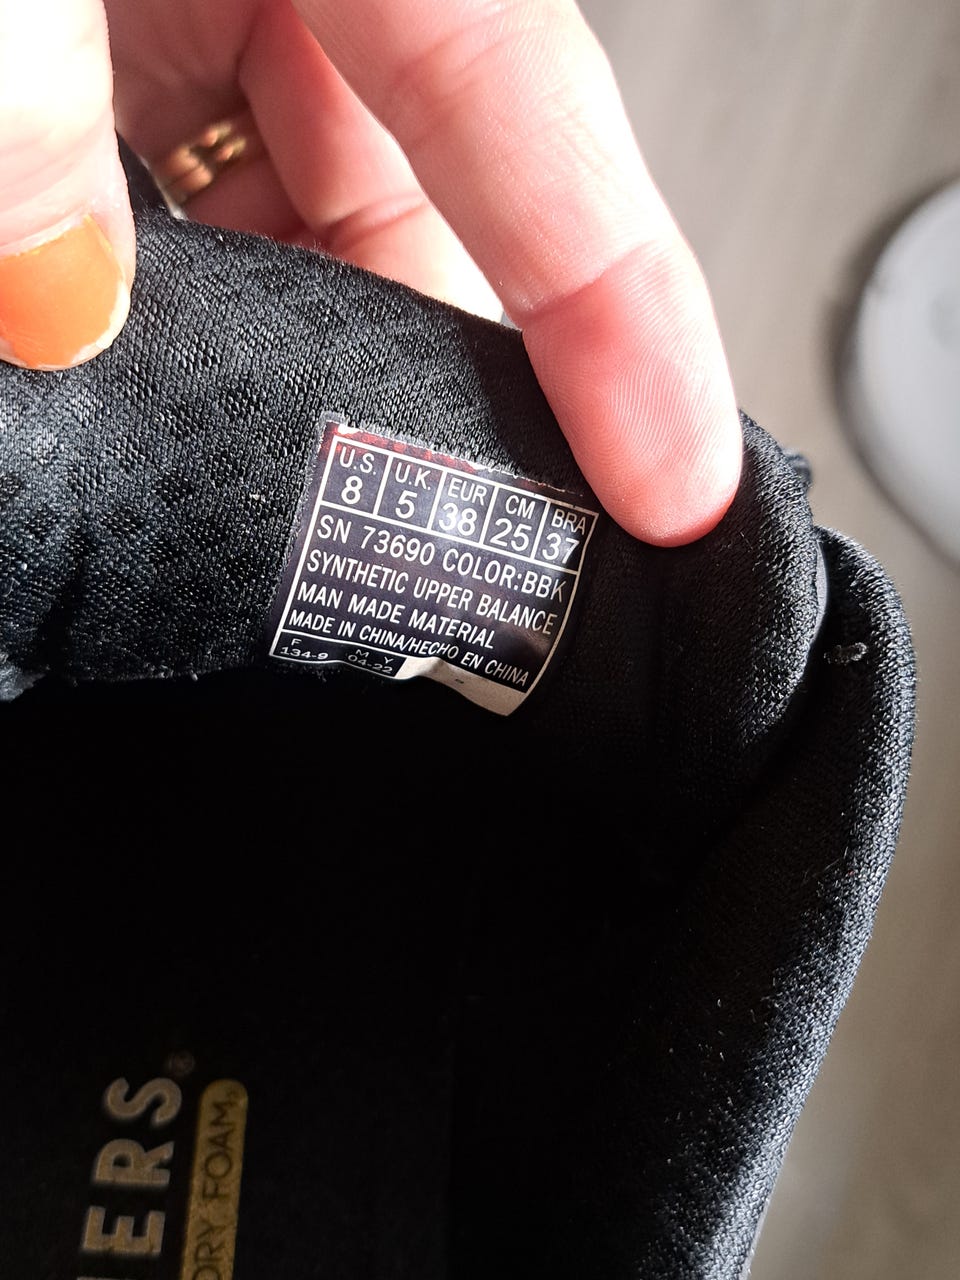 U.S. U.K EUR CM BRA
8 5 38 25 37
SN 73690 COLOR:BBK
SYNTHETIC UPPER BALANCE
MAN MADE MATERIAL
MADE IN CHINA/HECHO EN CHINA
F M Y
134-9 04-22
ERS®
ORY FOAM